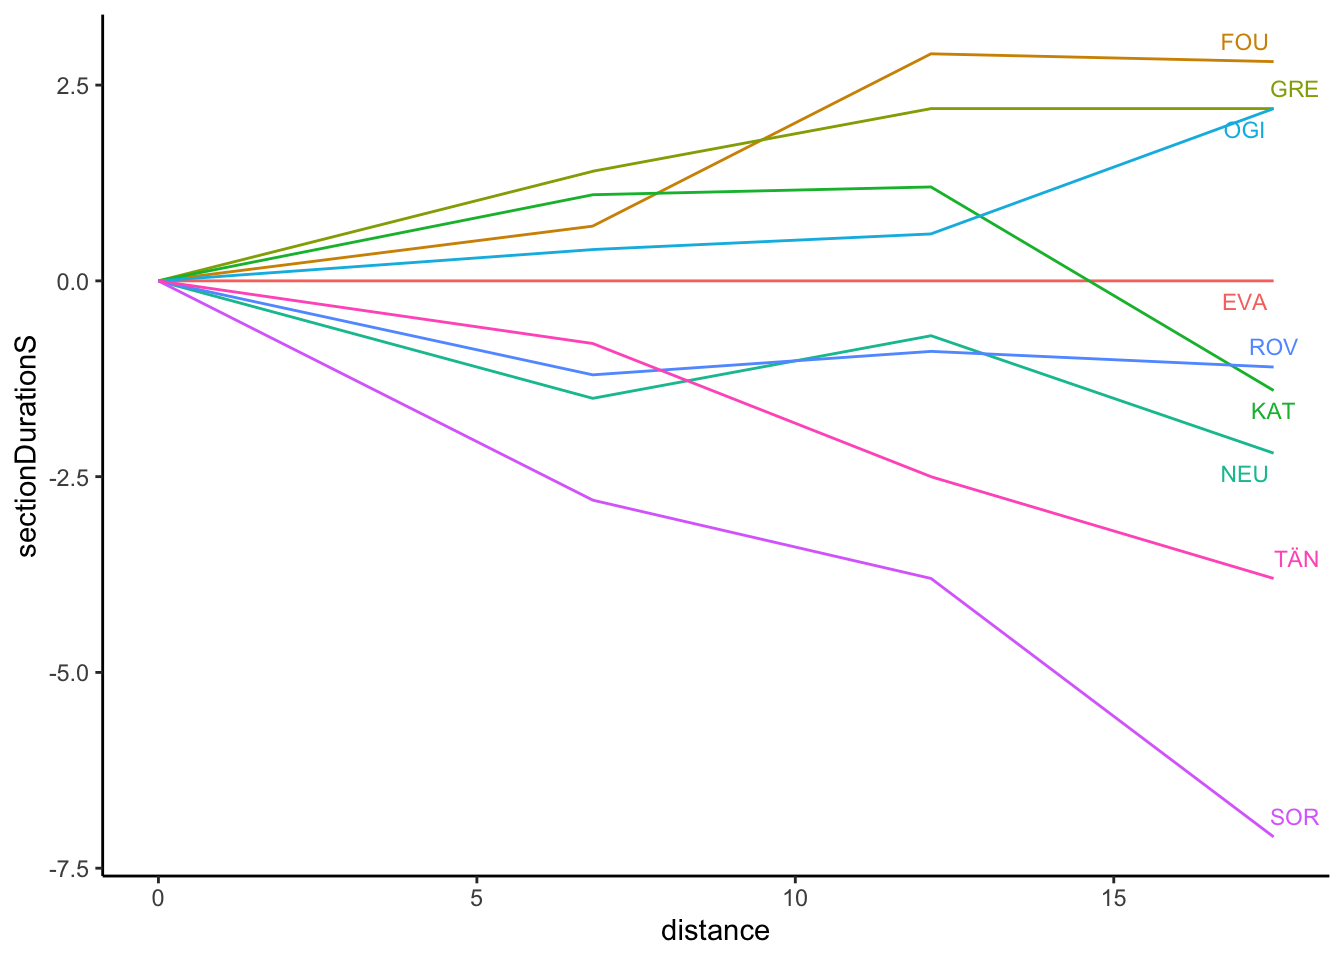 FOU
2.5
GRE
OGI
0.0
EVA
ROV
KAT
-2.5
NEU
TÄN
-5.0
SOR
-7.5
0 5 10 15
distance
sectionDurationS